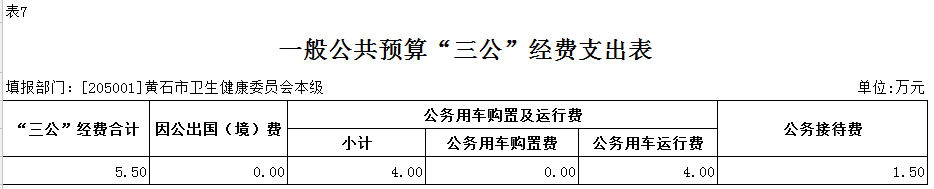 表7
一般公共预算“三公”经费支出表
填报部门：[205001]黄石市卫生健康委员会本级 单位:万元
“三公”经费合计 因公出国（境）费 公务用车购置及运行费 公务接待费
小计 公务用车购置费 公务用车运行费
5.50 0.00 4.00 0.00 4.00 1.50